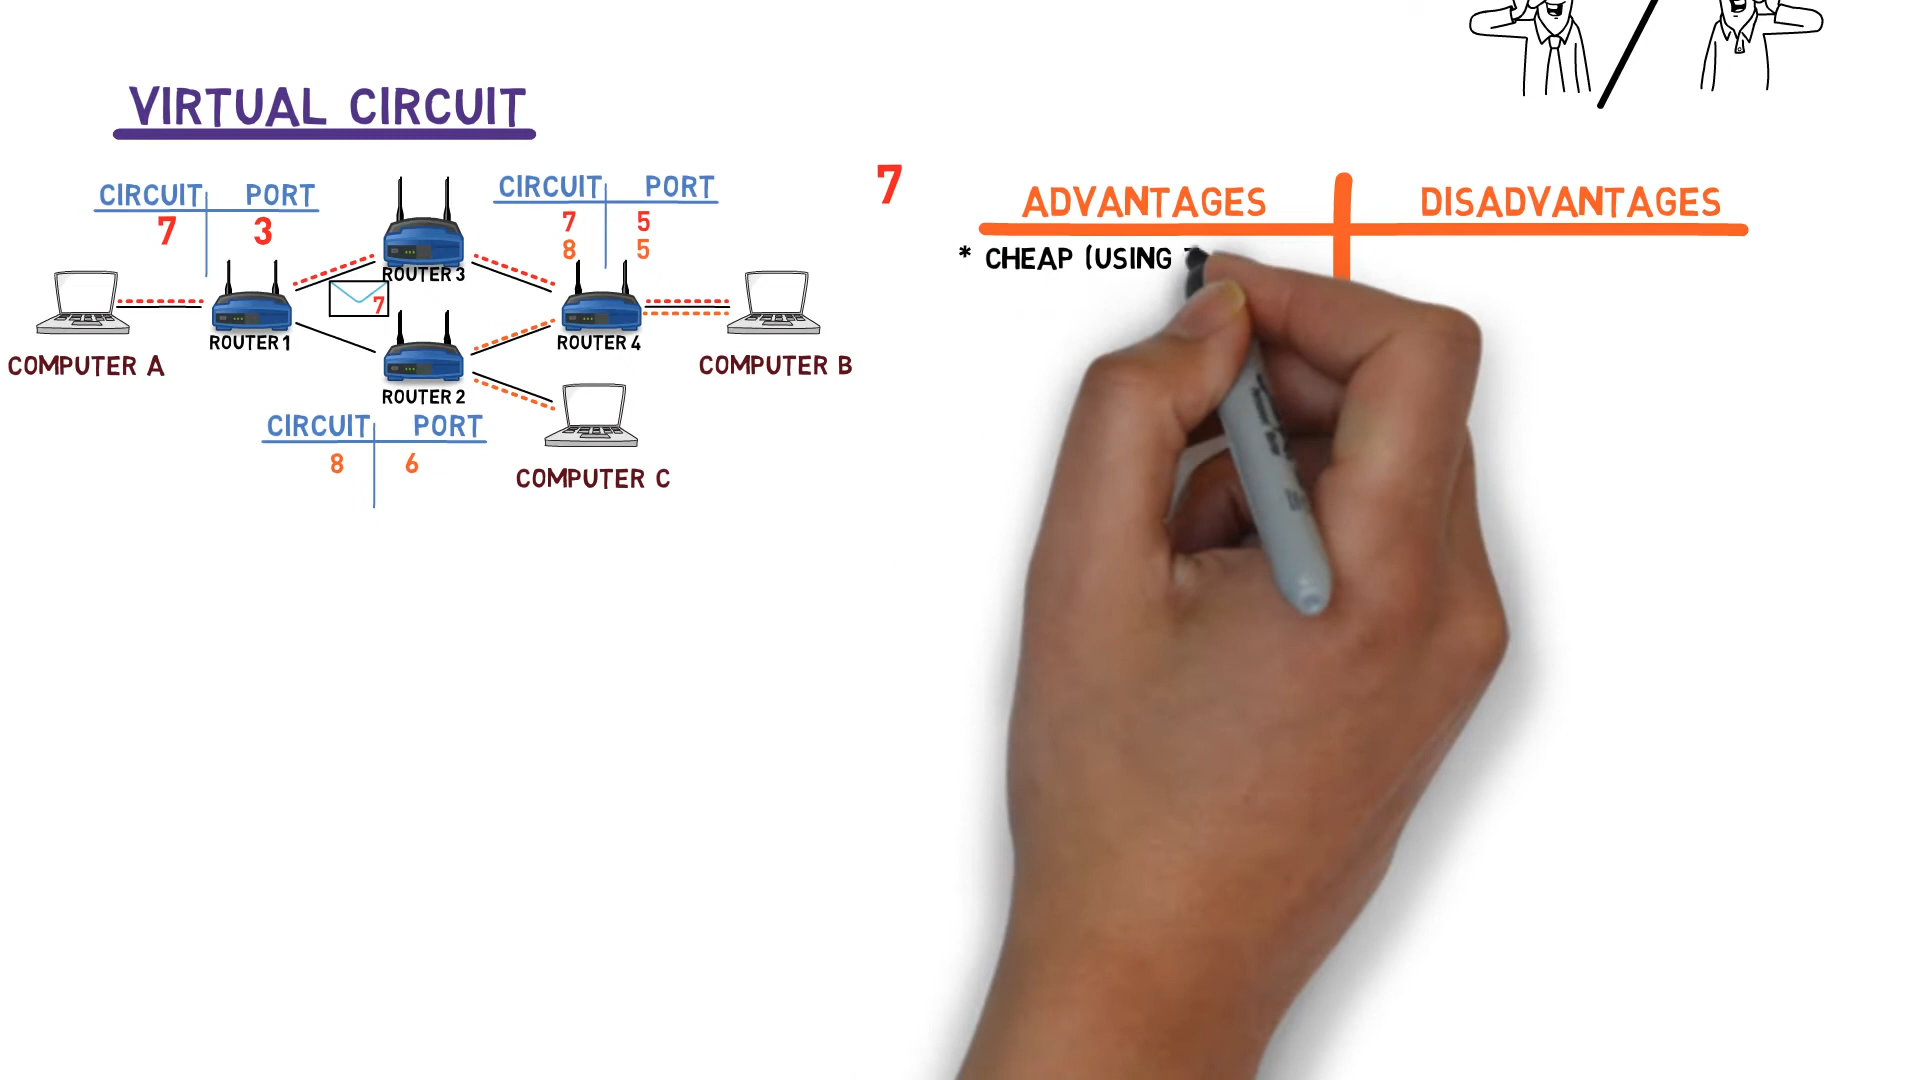 VIRTUAL CIRCUIT
CIRCUIT PORT
7 3
CIRCUIT PORT
7 5
8 5
ROUTER 3
7
ROUTER 1
ROUTER 4
COMPUTER A
COMPUTER B
ROUTER 2
CIRCUIT PORT
8 6
COMPUTER C
7
ADVANTAGES DISADVANTAGES
* CHEAP (USING